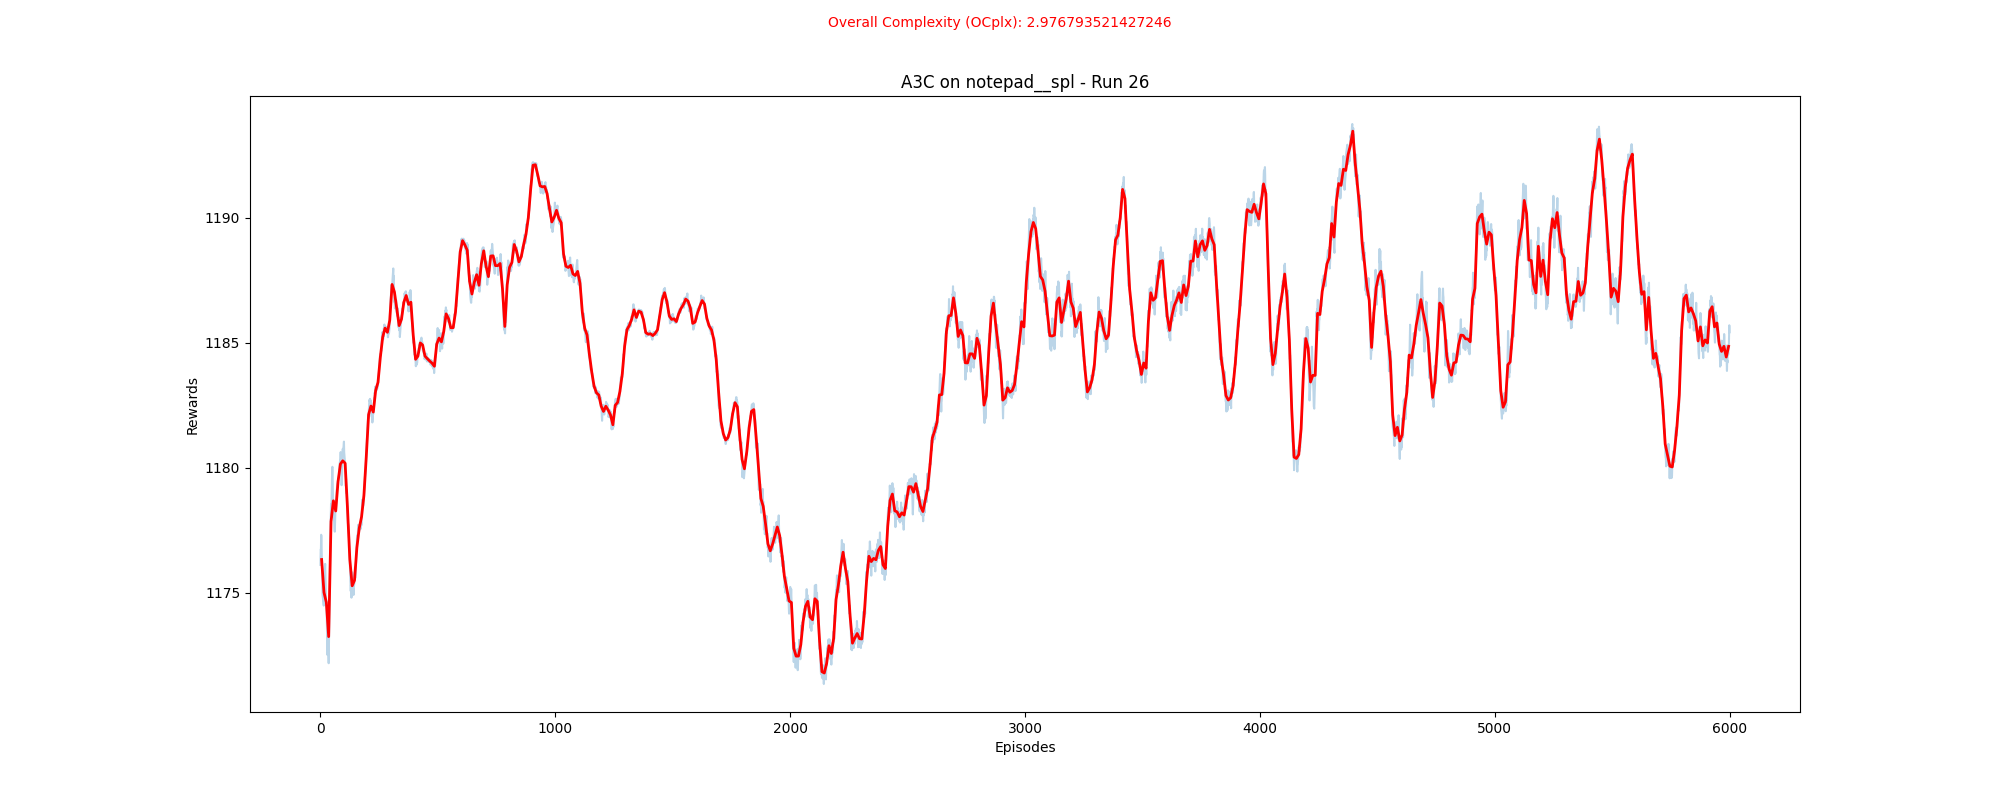 Overall Complexity (OCplx): 2.976793521427246
A3C on notepad__spl - Run 26
1190
1185
1180
1175
Rewards
0 1000 2000 3000 4000 5000 6000
Episodes